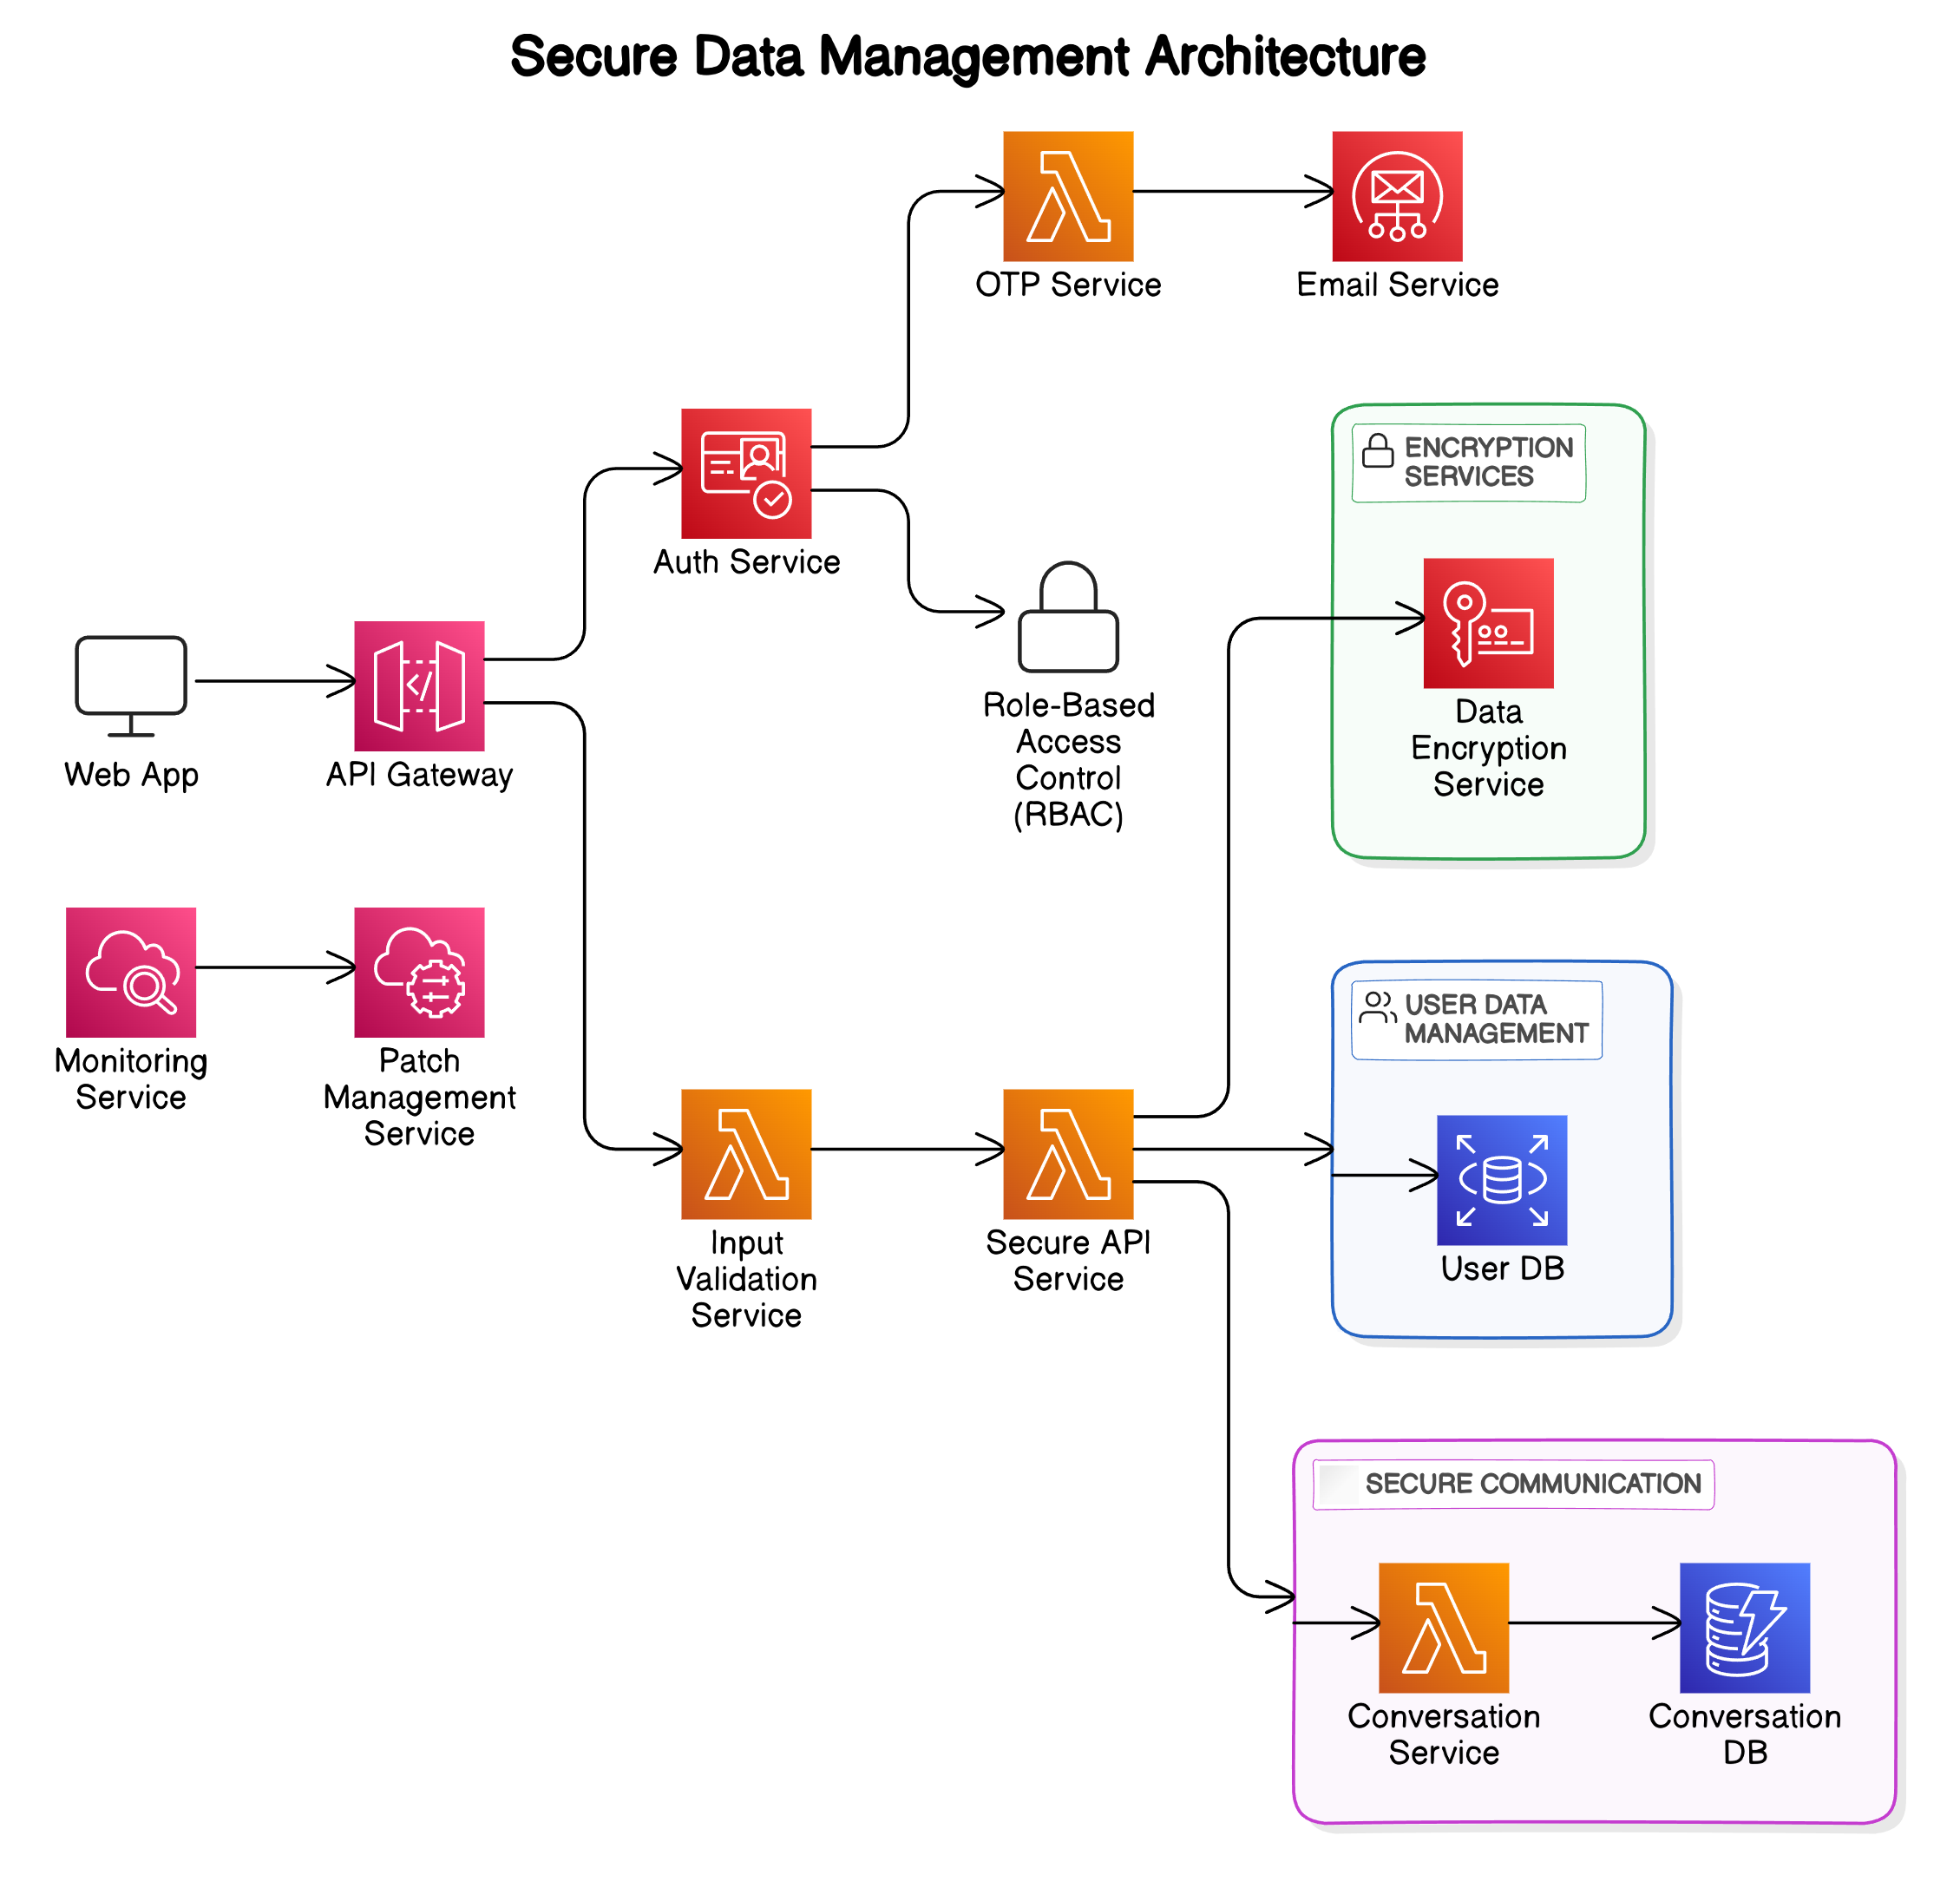 Secure Data Management Architecture
OTP Service
Email Service
ENCRYPTION
SERVICES
Auth Service
Data
Encryption
Service
Role-Based
Access
Control
(RBAC)
Web App
API Gateway
Monitoring
Service
Patch
Management
Service
USER DATA
MANAGEMENT
Input
Validation
Service
Secure API
Service
User DB
SECURE COMMUNICATION
Conversation
Service
Conversation
DB